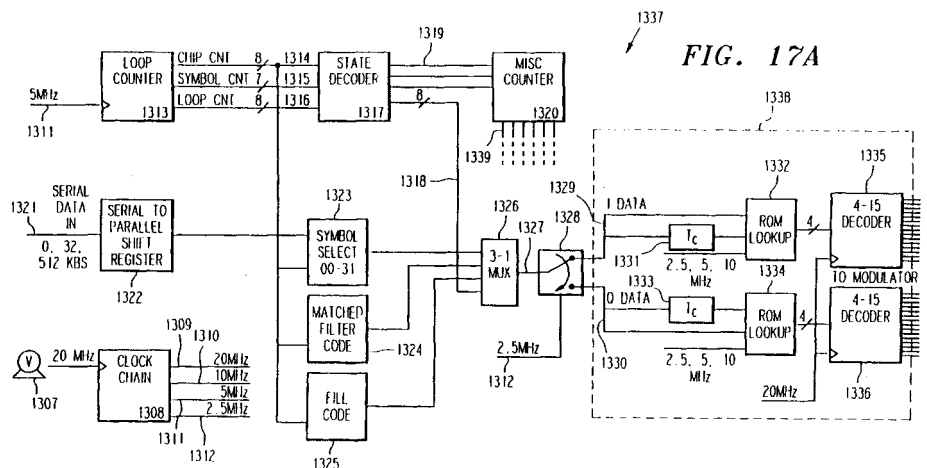 FIG. 17A
1337
1338
LOOP
COUNTER
1313
5MHz
1311
CHIP CNT 8 1314
SYMBOL CNT 7 1315
LOOP CNT 8 1316
STATE
DECODER
1317
1319
8
MISC
COUNTER
1320
1339
1318
SERIAL
DATA
IN
1321
0, 32,
512 KBS
SERIAL TO
PARALLEL
SHIFT
REGISTER
1322
1323
SYMBOL
SELECT
00-31
MATCHED
FILTER
CODE
1324
FILL
CODE
1325
1326
3-1
MUX
1327
1328
2.5MHz
1312
1329
I DATA
1331
TC
2.5, 5, 10
MHz
1332
ROM
LOOKUP
4
1335
4-15
DECODER
TO MODULATOR
1330
Q DATA
1333
TC
2.5, 5, 10
MHz
1334
ROM
LOOKUP
4
4-15
DECODER
1336
20MHz
V
1307
20 MHz
CLOCK
CHAIN
1308
1309
1310
20MHz
10MHz
5MHz
2.5MHz
1311
1312